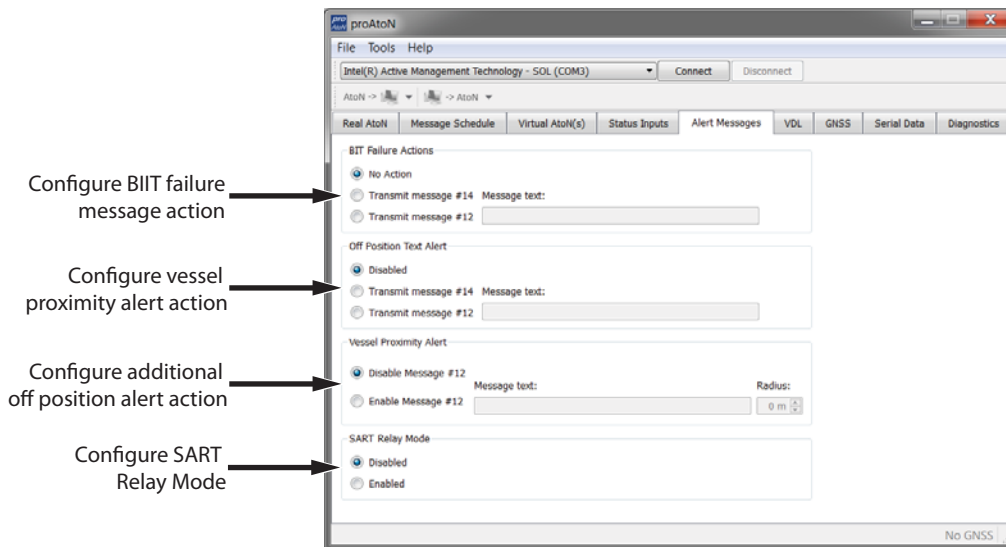 pro AtoN proAtoN
File Tools Help
Intel(R) Active Management Technology - SOL (COM3) Connect Disconnect
AtoN -> -> AtoN
Real AtoN Message Schedule Virtual AtoN(s) Status Inputs Alert Messages VDL GNSS Serial Data Diagnostics
BIT Failure Actions
No Action
Configure BIIT failure
message action
Transmit message #14 Message text:
Transmit message #12
Off Position Text Alert
Disabled
Configure vessel
proximity alert action
Transmit message #14 Message text:
Transmit message #12
Vessel Proximity Alert
Configure additional
off position alert action
Disable Message #12
Message text: Radius:
Enable Message #12 0 m
SART Relay Mode
Configure SART
Relay Mode
Disabled
Enabled
No GNSS